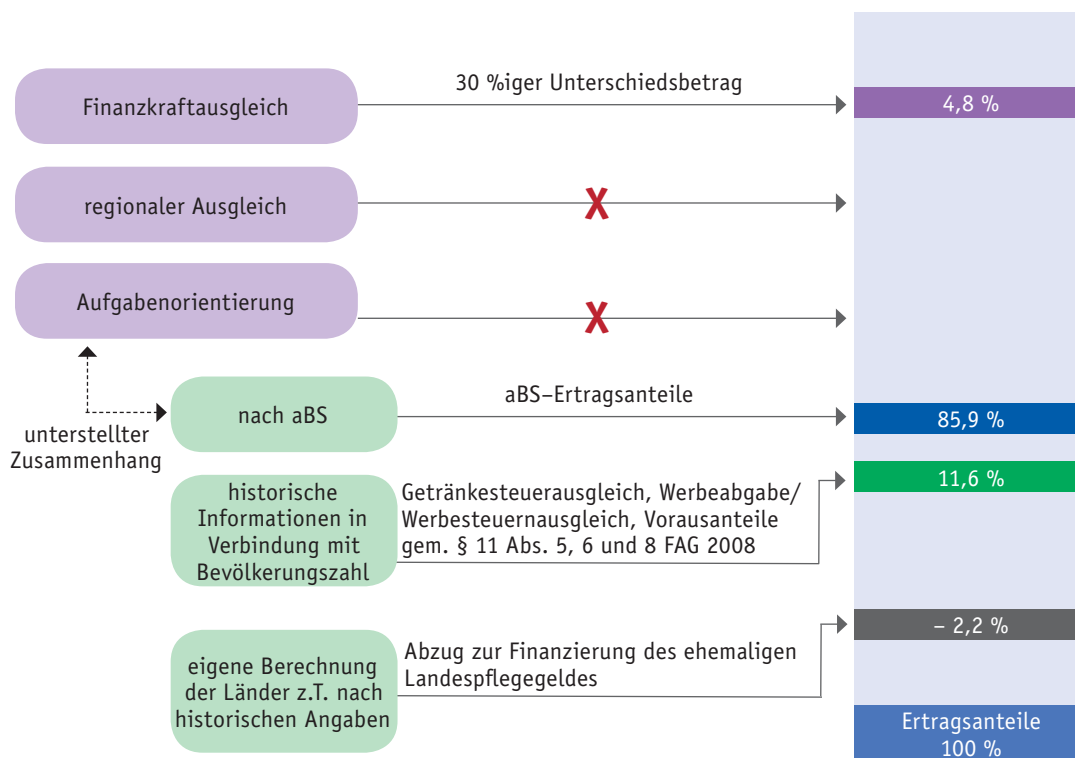 Finanzkraftausgleich
30 %iger Unterschiedsbetrag
4,8 %
regionaler Ausgleich
X
Aufgabenorientierung
X
unterstellter
Zusammenhang
nach aBS
aBS–Ertragsanteile
85,9 %
historische
Informationen in
Verbindung mit
Bevölkerungszahl
Getränkesteuerausgleich, Werbeabgabe/
Werbesteuernausgleich, Vorausanteile
gem. § 11 Abs. 5, 6 und 8 FAG 2008
11,6 %
eigene Berechnung
der Länder z.T. nach
historischen Angaben
Abzug zur Finanzierung des ehemaligen
Landespflegegeldes
– 2,2 %
Ertragsanteile
100 %